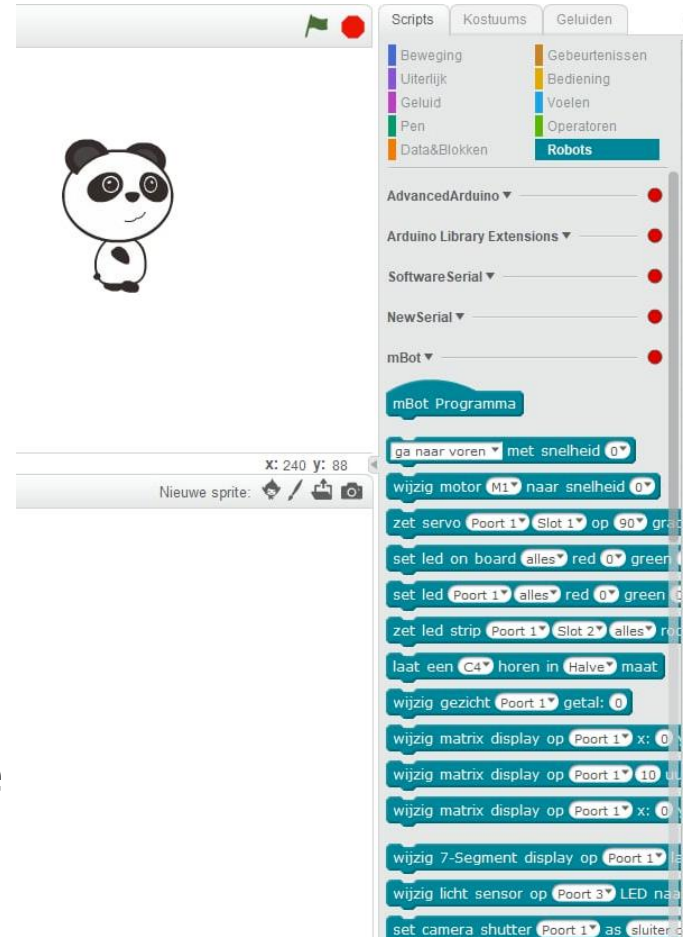 Scripts Kostuums Geluiden
Beweging Gebeurtenissen
Uiterlijk Bediening
Geluid Voelen
Pen Operatoren
Data&Blokken Robots
AdvancedArduino
Arduino Library Extensions
SoftwareSerial
NewSerial
mBot
mBot Programma
ga naar voren met snelheid 0
x: 240 y: 88
Nieuwe sprite:
wijzig motor M1 naar snelheid 0
zet servo Poort 1 Slot 1 op 90
set led on board alles red 0 green
set led Poort 1 alles red 0 green
zet led strip Poort 1 Slot 2 alles
laat een C4 horen in Halve maat
wijzig gezicht Poort 1 getal: 0
wijzig matrix display op Poort 1 x: 0
wijzig matrix display op Poort 1 10
wijzig matrix display op Poort 1 x: 0
wijzig 7-Segment display op Poort 1
wijzig licht sensor op Poort 3 LED
set camera shutter Poort 1 as